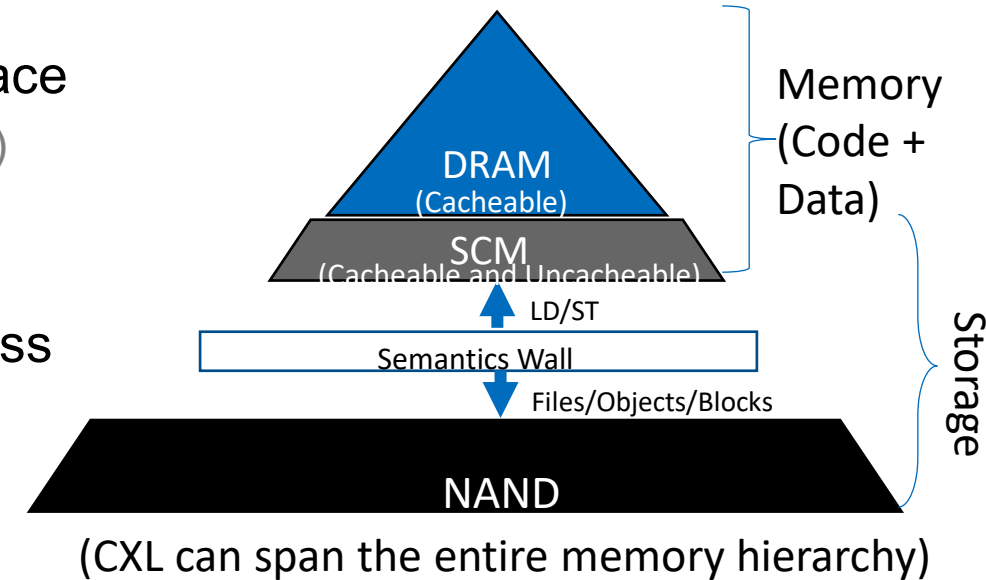 ace
)
ss
DRAM
(Cacheable)
SCM
(Cacheable and Uncacheable)
LD/ST
Semantics Wall
Files/Objects/Blocks
NAND
Memory
(Code +
Data)
Storage
(CXL can span the entire memory hierarchy)